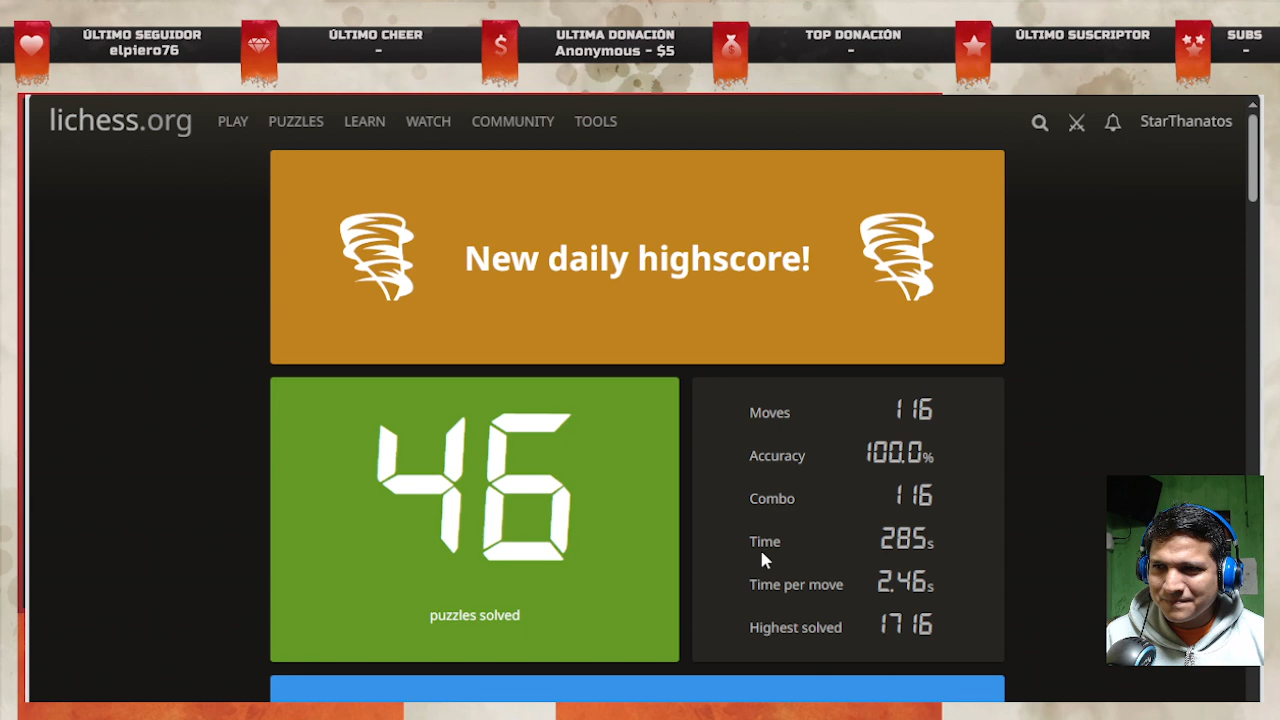 ÚLTIMO SEGUIDOR
elpiero76
ÚLTIMO CHEER
-
ULTIMA DONACIÓN
Anonymous - $5
TOP DONACIÓN
-
ÚLTIMO SUSCRIPTOR
SUBS
-
lichess.org PLAY PUZZLES LEARN WATCH COMMUNITY TOOLS StarThanatos
New daily highscore!
46
puzzles solved
Moves 116
Accuracy 100.0%
Combo 116
Time 285s
Time per move 2.46s
Highest solved 1716